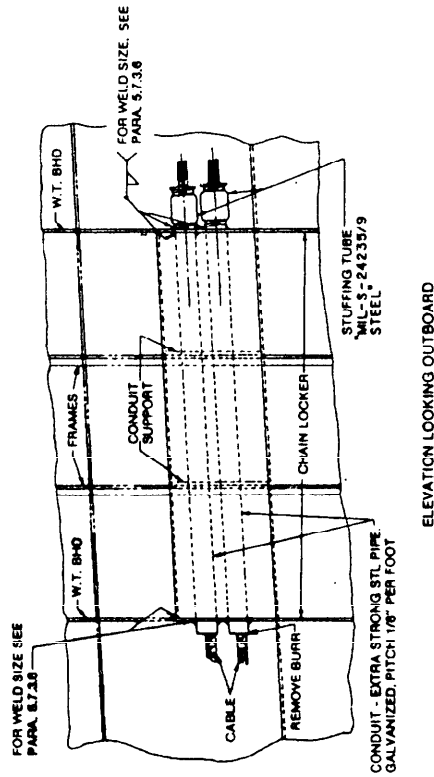 FOR WELD SIZE, SEE
PARA. 5.7.3.6
W.T. BHD
FRAMES
CONDUIT
SUPPORT
W.T. BHD
FOR WELD SIZE SEE
PARA. 5.7.3.6
STUFFING TUBE
"MIL-S-24235/9
STEEL"
CHAIN LOCKER
CABLE
REMOVE BURR
CONDUIT - EXTRA STRONG STL PIPE
GALVANIZED, PITCH 1/8" PER FOOT
ELEVATION LOOKING OUTBOARD